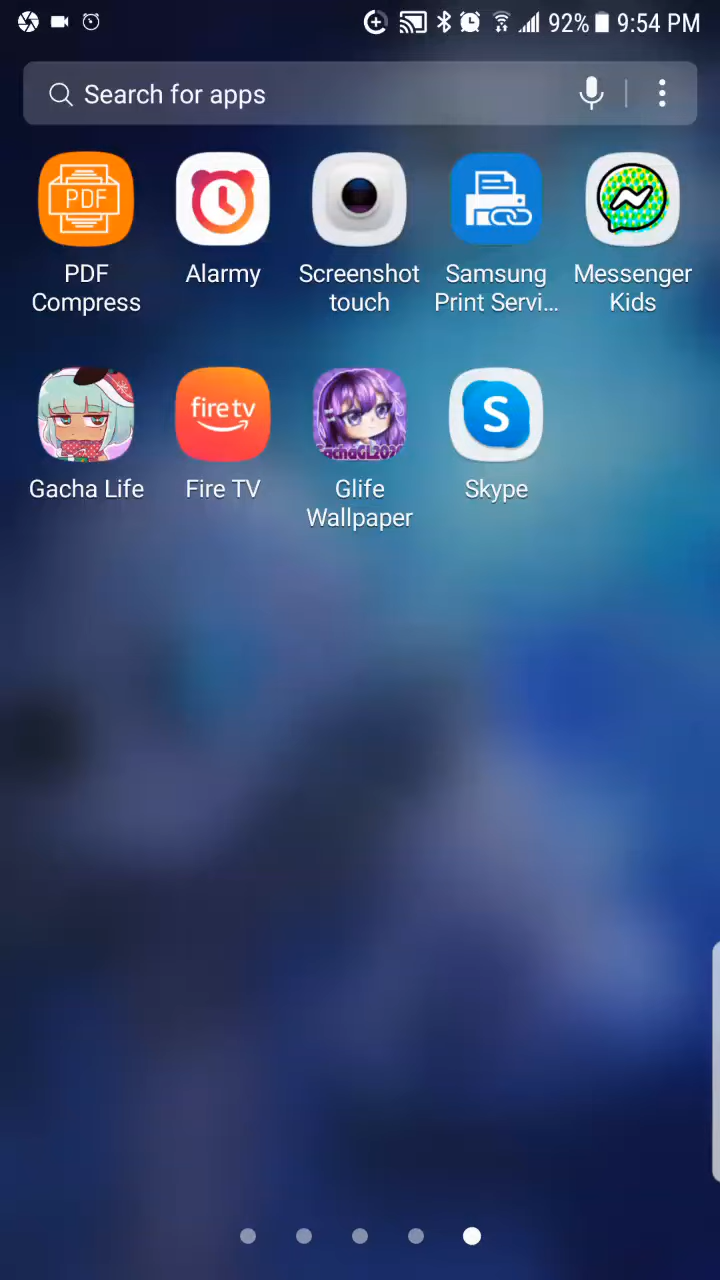 92% 9:54 PM
Search for apps
PDF
fire tv
achaGL202
S
PDF Compress
Alarmy
Screenshot touch
Samsung Print Servi...
Messenger Kids
Gacha Life
Fire TV
Glife Wallpaper
Skype